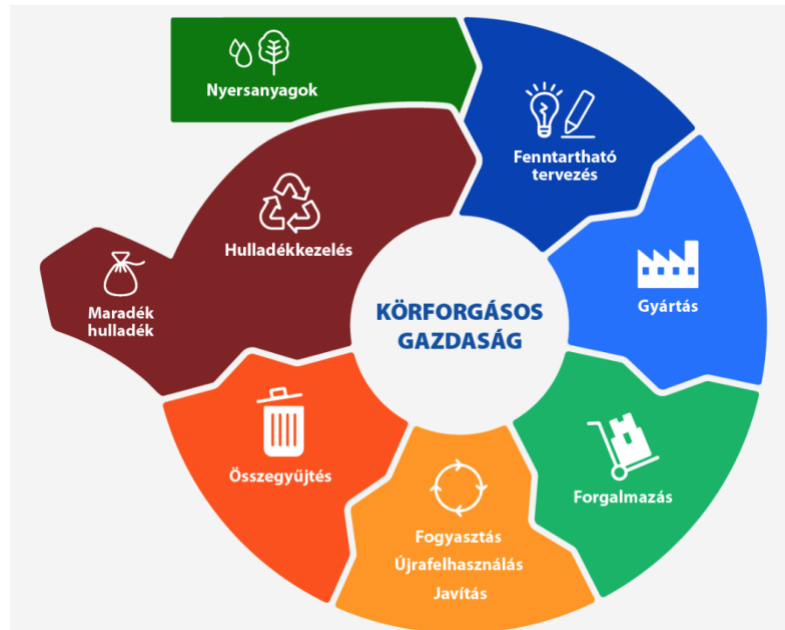 Nyersanyagok
Fenntartható
tervezés
Gyártás
Forgalmazás
Fogyasztás
Újrafelhasználás
Javítás
Összegyűjtés
Hulladékkezelés
Maradék
hulladék
KÖRFORGÁSOS
GAZDASÁG